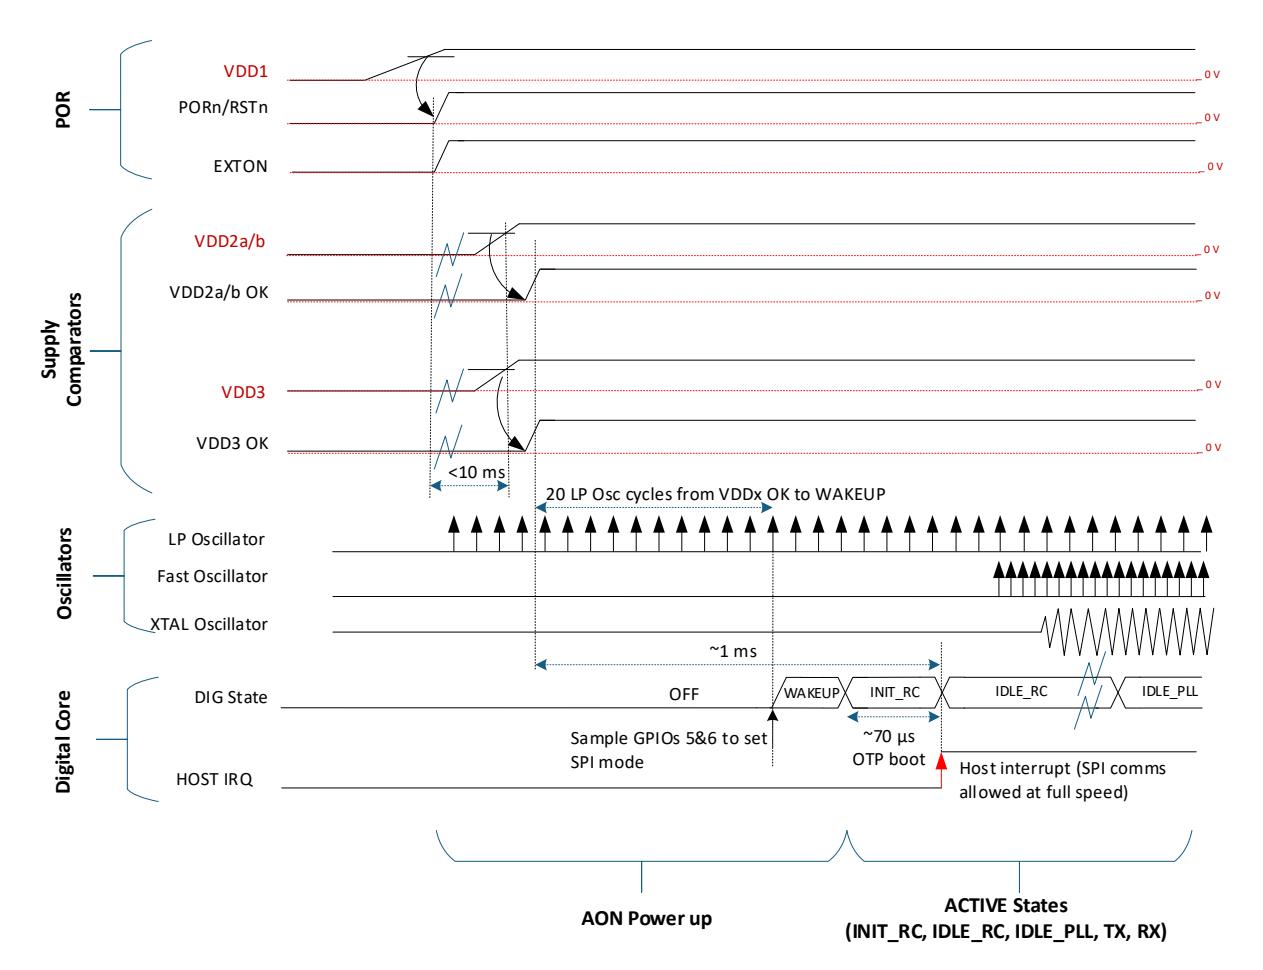 POR
VDD1
0 V
PORn/RSTn
0 V
EXTON
0 V
Supply
Comparators
VDD2a/b
0 V
VDD2a/b OK
0 V
VDD3
0 V
VDD3 OK
0 V
<10 ms
20 LP Osc cycles from VDDx OK to WAKEUP
Oscillators
LP Oscillator
Fast Oscillator
XTAL Oscillator
~1 ms
Digital Core
DIG State
OFF
WAKEUP
INIT_RC
IDLE_RC
IDLE_PLL
Sample GPIOs 5&6 to set
SPI mode
~70 µs
OTP boot
HOST IRQ
Host interrupt (SPI comms
allowed at full speed)
AON Power up
ACTIVE States
(INIT_RC, IDLE_RC, IDLE_PLL, TX, RX)